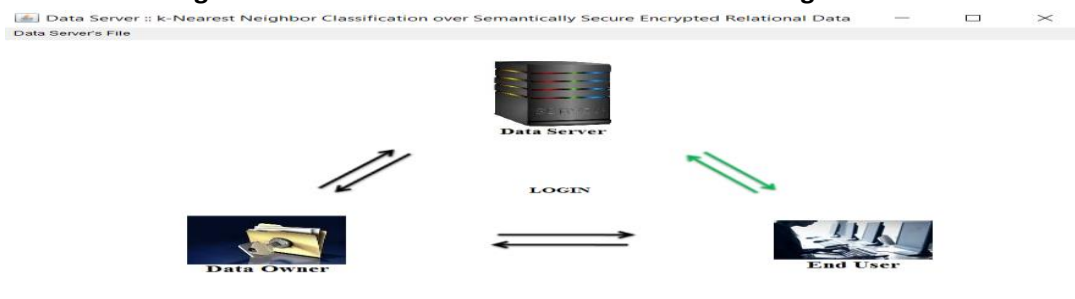 Data Server :: k-Nearest Neighbor Classification over Semantically Secure Encrypted Relational Data
Data Server's File
Data Server
LOGIN
Data Owner
End User